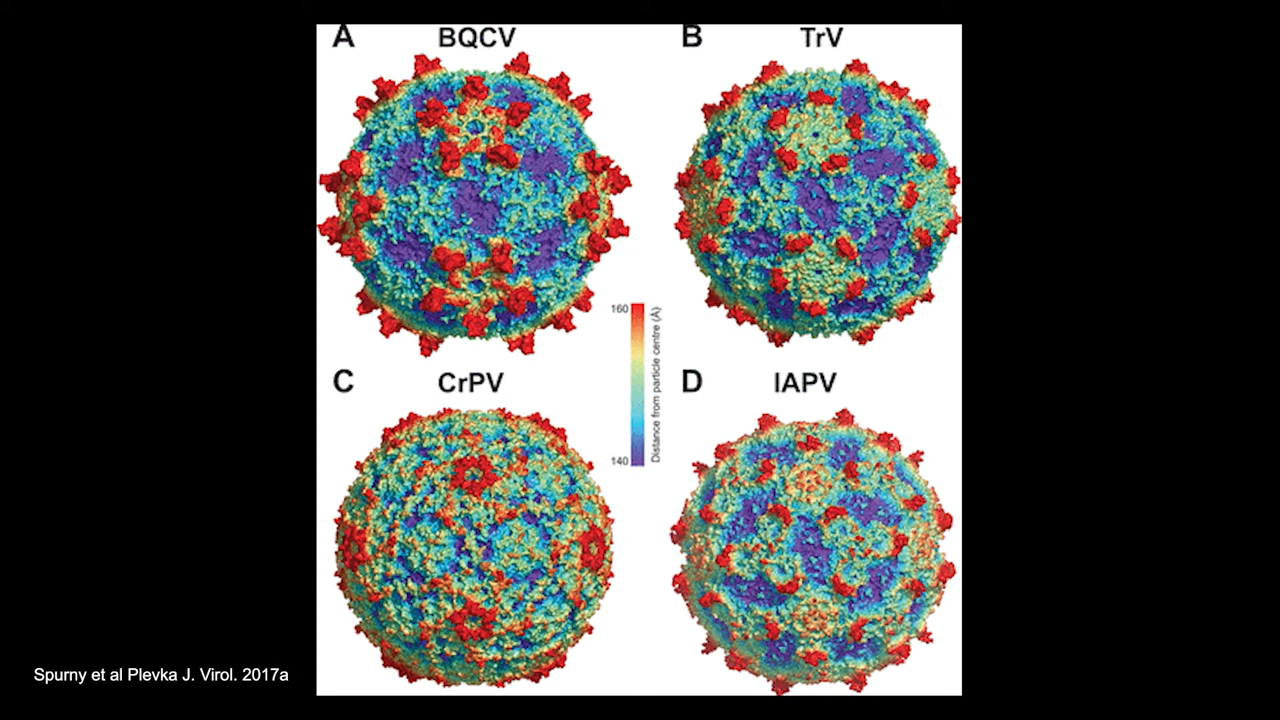 A BQCV
B TrV
160
Distance from particle centre (Å)
140
C CrPV
D IAPV
Spurny et al Plevka J. Virol. 2017a